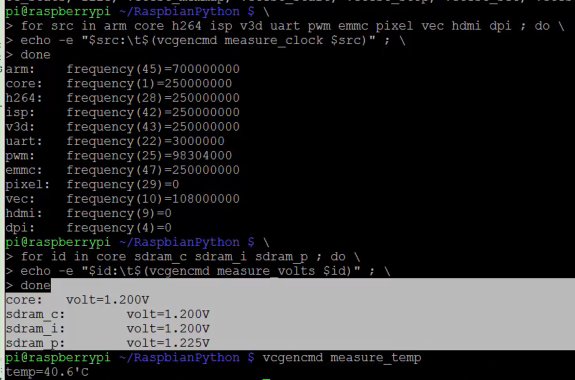 pi@raspberrypi ~/RaspbianPython $ \
> for src in arm core h264 isp v3d uart pwm emmc pixel vec hdmi dpi ; do \
> echo -e "$src:\t$(vcgencmd measure_clock $src)" ; \
> done
arm:    frequency(45)=700000000
core:   frequency(1)=250000000
h264:   frequency(28)=250000000
isp:    frequency(42)=250000000
v3d:    frequency(43)=250000000
uart:   frequency(22)=3000000
pwm:    frequency(25)=98304000
emmc:   frequency(47)=250000000
pixel:  frequency(29)=0
vec:    frequency(10)=108000000
hdmi:   frequency(9)=0
dpi:    frequency(4)=0
pi@raspberrypi ~/RaspbianPython $ \
> for id in core sdram_c sdram_i sdram_p ; do \
> echo -e "$id:\t$(vcgencmd measure_volts $id)" ; \
> done
core:   volt=1.200V
sdram_c:        volt=1.200V
sdram_i:        volt=1.200V
sdram_p:        volt=1.225V
pi@raspberrypi ~/RaspbianPython $ vcgencmd measure_temp
temp=40.6'C